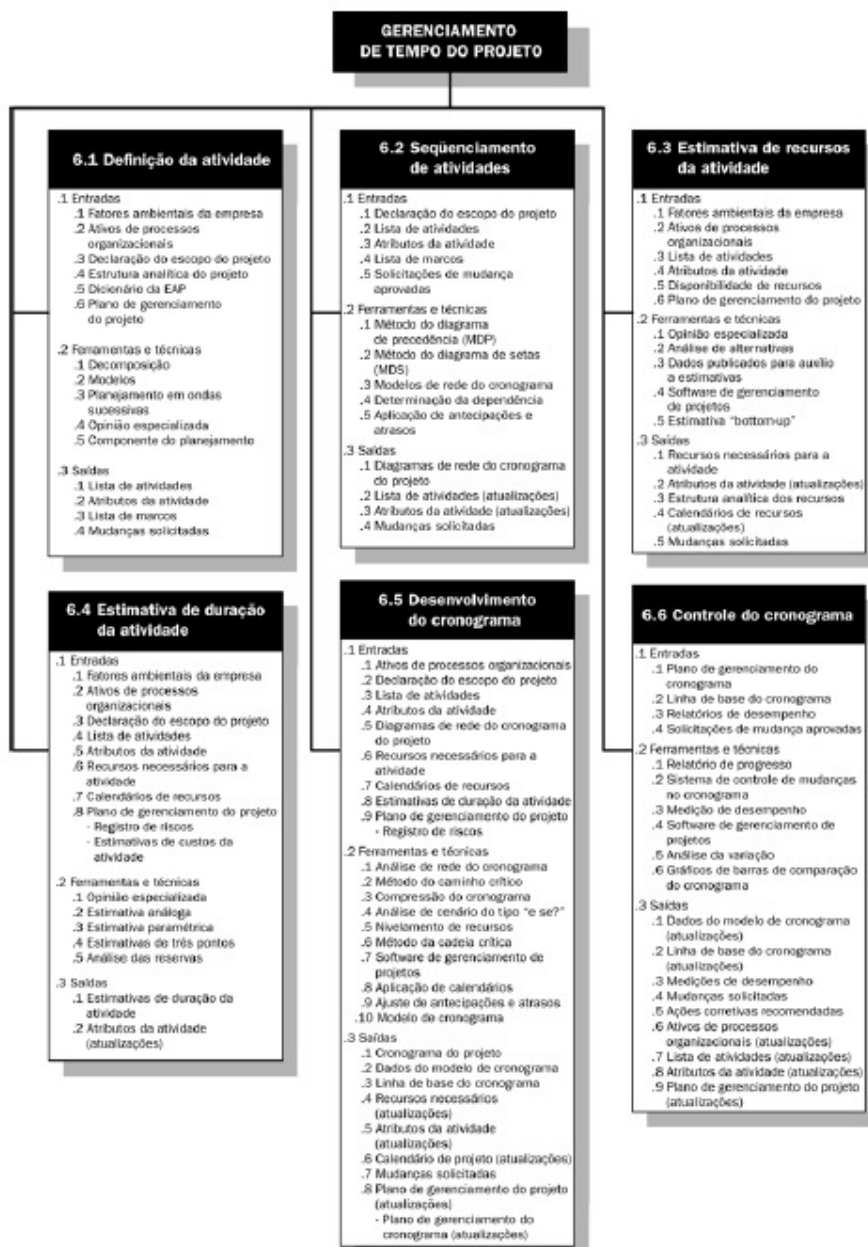 GERENCIAMENTO
DE TEMPO DO PROJETO
6.1 Definição da atividade
.1 Entradas
.1 Fatores ambientais da empresa
.2 Ativos de processos
organizacionais
.3 Declaração do escopo do projeto
.4 Estrutura analítica do projeto
.5 Dicionário da EAP
.6 Plano de gerenciamento
do projeto
.2 Ferramentas e técnicas
.1 Decomposição
.2 Modelos
.3 Planejamento em ondas
sucessivas
.4 Opinião especializada
.5 Componente do planejamento
.3 Saídas
.1 Lista de atividades
.2 Atributos da atividade
.3 Lista de marcos
.4 Mudanças solicitadas
6.2 Seqüenciamento
de atividades
.1 Entradas
.1 Declaração do escopo do projeto
.2 Lista de atividades
.3 Atributos da atividade
.4 Lista de marcos
.5 Solicitações de mudança
aprovadas
.2 Ferramentas e técnicas
.1 Método do diagrama
de precedência (MDP)
.2 Método do diagrama de setas
(MDS)
.3 Modelos de rede do cronograma
.4 Determinação da dependência
.5 Aplicação de antecipações e
atrasos
.3 Saídas
.1 Diagramas de rede do cronograma
do projeto
.2 Lista de atividades (atualizações)
.3 Atributos da atividade (atualizações)
.4 Mudanças solicitadas
6.3 Estimativa de recursos
da atividade
.1 Entradas
.1 Fatores ambientais da empresa
.2 Ativos de processos
organizacionais
.3 Lista de atividades
.4 Atributos da atividade
.5 Disponibilidade de recursos
.6 Plano de gerenciamento do projeto
.2 Ferramentas e técnicas
.1 Opinião especializada
.2 Análise de alternativas
.3 Dados publicados para auxílio
a estimativas
.4 Software de gerenciamento
de projetos
.5 Estimativa "bottom-up"
.3 Saídas
.1 Recursos necessários para a
atividade
.2 Atributos da atividade (atualizações)
.3 Estrutura analítica dos recursos
.4 Calendários de recursos
(atualizações)
.5 Mudanças solicitadas
6.4 Estimativa de duração
da atividade
.1 Entradas
.1 Fatores ambientais da empresa
.2 Ativos de processos
organizacionais
.3 Declaração do escopo do projeto
.4 Lista de atividades
.5 Atributos da atividade
.6 Recursos necessários para a
atividade
.7 Calendários de recursos
.8 Plano de gerenciamento do projeto
- Registro de riscos
- Estimativas de custos da
atividade
.2 Ferramentas e técnicas
.1 Opinião especializada
.2 Estimativa análoga
.3 Estimativa paramétrica
.4 Estimativas de três pontos
.5 Análise das reservas
.3 Saídas
.1 Estimativas de duração da
atividade
.2 Atributos da atividade
(atualizações)
6.5 Desenvolvimento
do cronograma
.1 Entradas
.1 Ativos de processos organizacionais
.2 Declaração do escopo do projeto
.3 Lista de atividades
.4 Atributos da atividade
.5 Diagramas de rede do cronograma
do projeto
.6 Recursos necessários para a
atividade
.7 Calendários de recursos
.8 Estimativas de duração da atividade
.9 Plano de gerenciamento do projeto
- Registro de riscos
.2 Ferramentas e técnicas
.1 Análise de rede do cronograma
.2 Método do caminho crítico
.3 Compressão do cronograma
.4 Análise de cenário do tipo "e se?"
.5 Nivelamento de recursos
.6 Método da cadeia crítica
.7 Software de gerenciamento de
projetos
.8 Aplicação de calendários
.9 Ajuste de antecipações e atrasos
.10 Modelo de cronograma
.3 Saídas
.1 Cronograma do projeto
.2 Dados do modelo de cronograma
.3 Linha de base do cronograma
.4 Recursos necessários
(atualizações)
.5 Atributos da atividade
(atualizações)
.6 Calendário de projeto (atualizações)
.7 Mudanças solicitadas
.8 Plano de gerenciamento do projeto
(atualizações)
- Plano de gerenciamento do
cronograma (atualizações)
6.6 Controle do cronograma
.1 Entradas
.1 Plano de gerenciamento do
cronograma
.2 Linha de base do cronograma
.3 Relatórios de desempenho
.4 Solicitações de mudança aprovadas
.2 Ferramentas e técnicas
.1 Relatório de progresso
.2 Sistema de controle de mudanças
no cronograma
.3 Medição de desempenho
.4 Software de gerenciamento de
projetos
.5 Análise da variação
.6 Gráficos de barras de comparação
do cronograma
.3 Saídas
.1 Dados do modelo de cronograma
(atualizações)
.2 Linha de base do cronograma
(atualizações)
.3 Medições de desempenho
.4 Mudanças solicitadas
.5 Ações corretivas recomendadas
.6 Ativos de processos
organizacionais (atualizações)
.7 Lista de atividades (atualizações)
.8 Atributos da atividade (atualizações)
.9 Plano de gerenciamento do projeto
(atualizações)